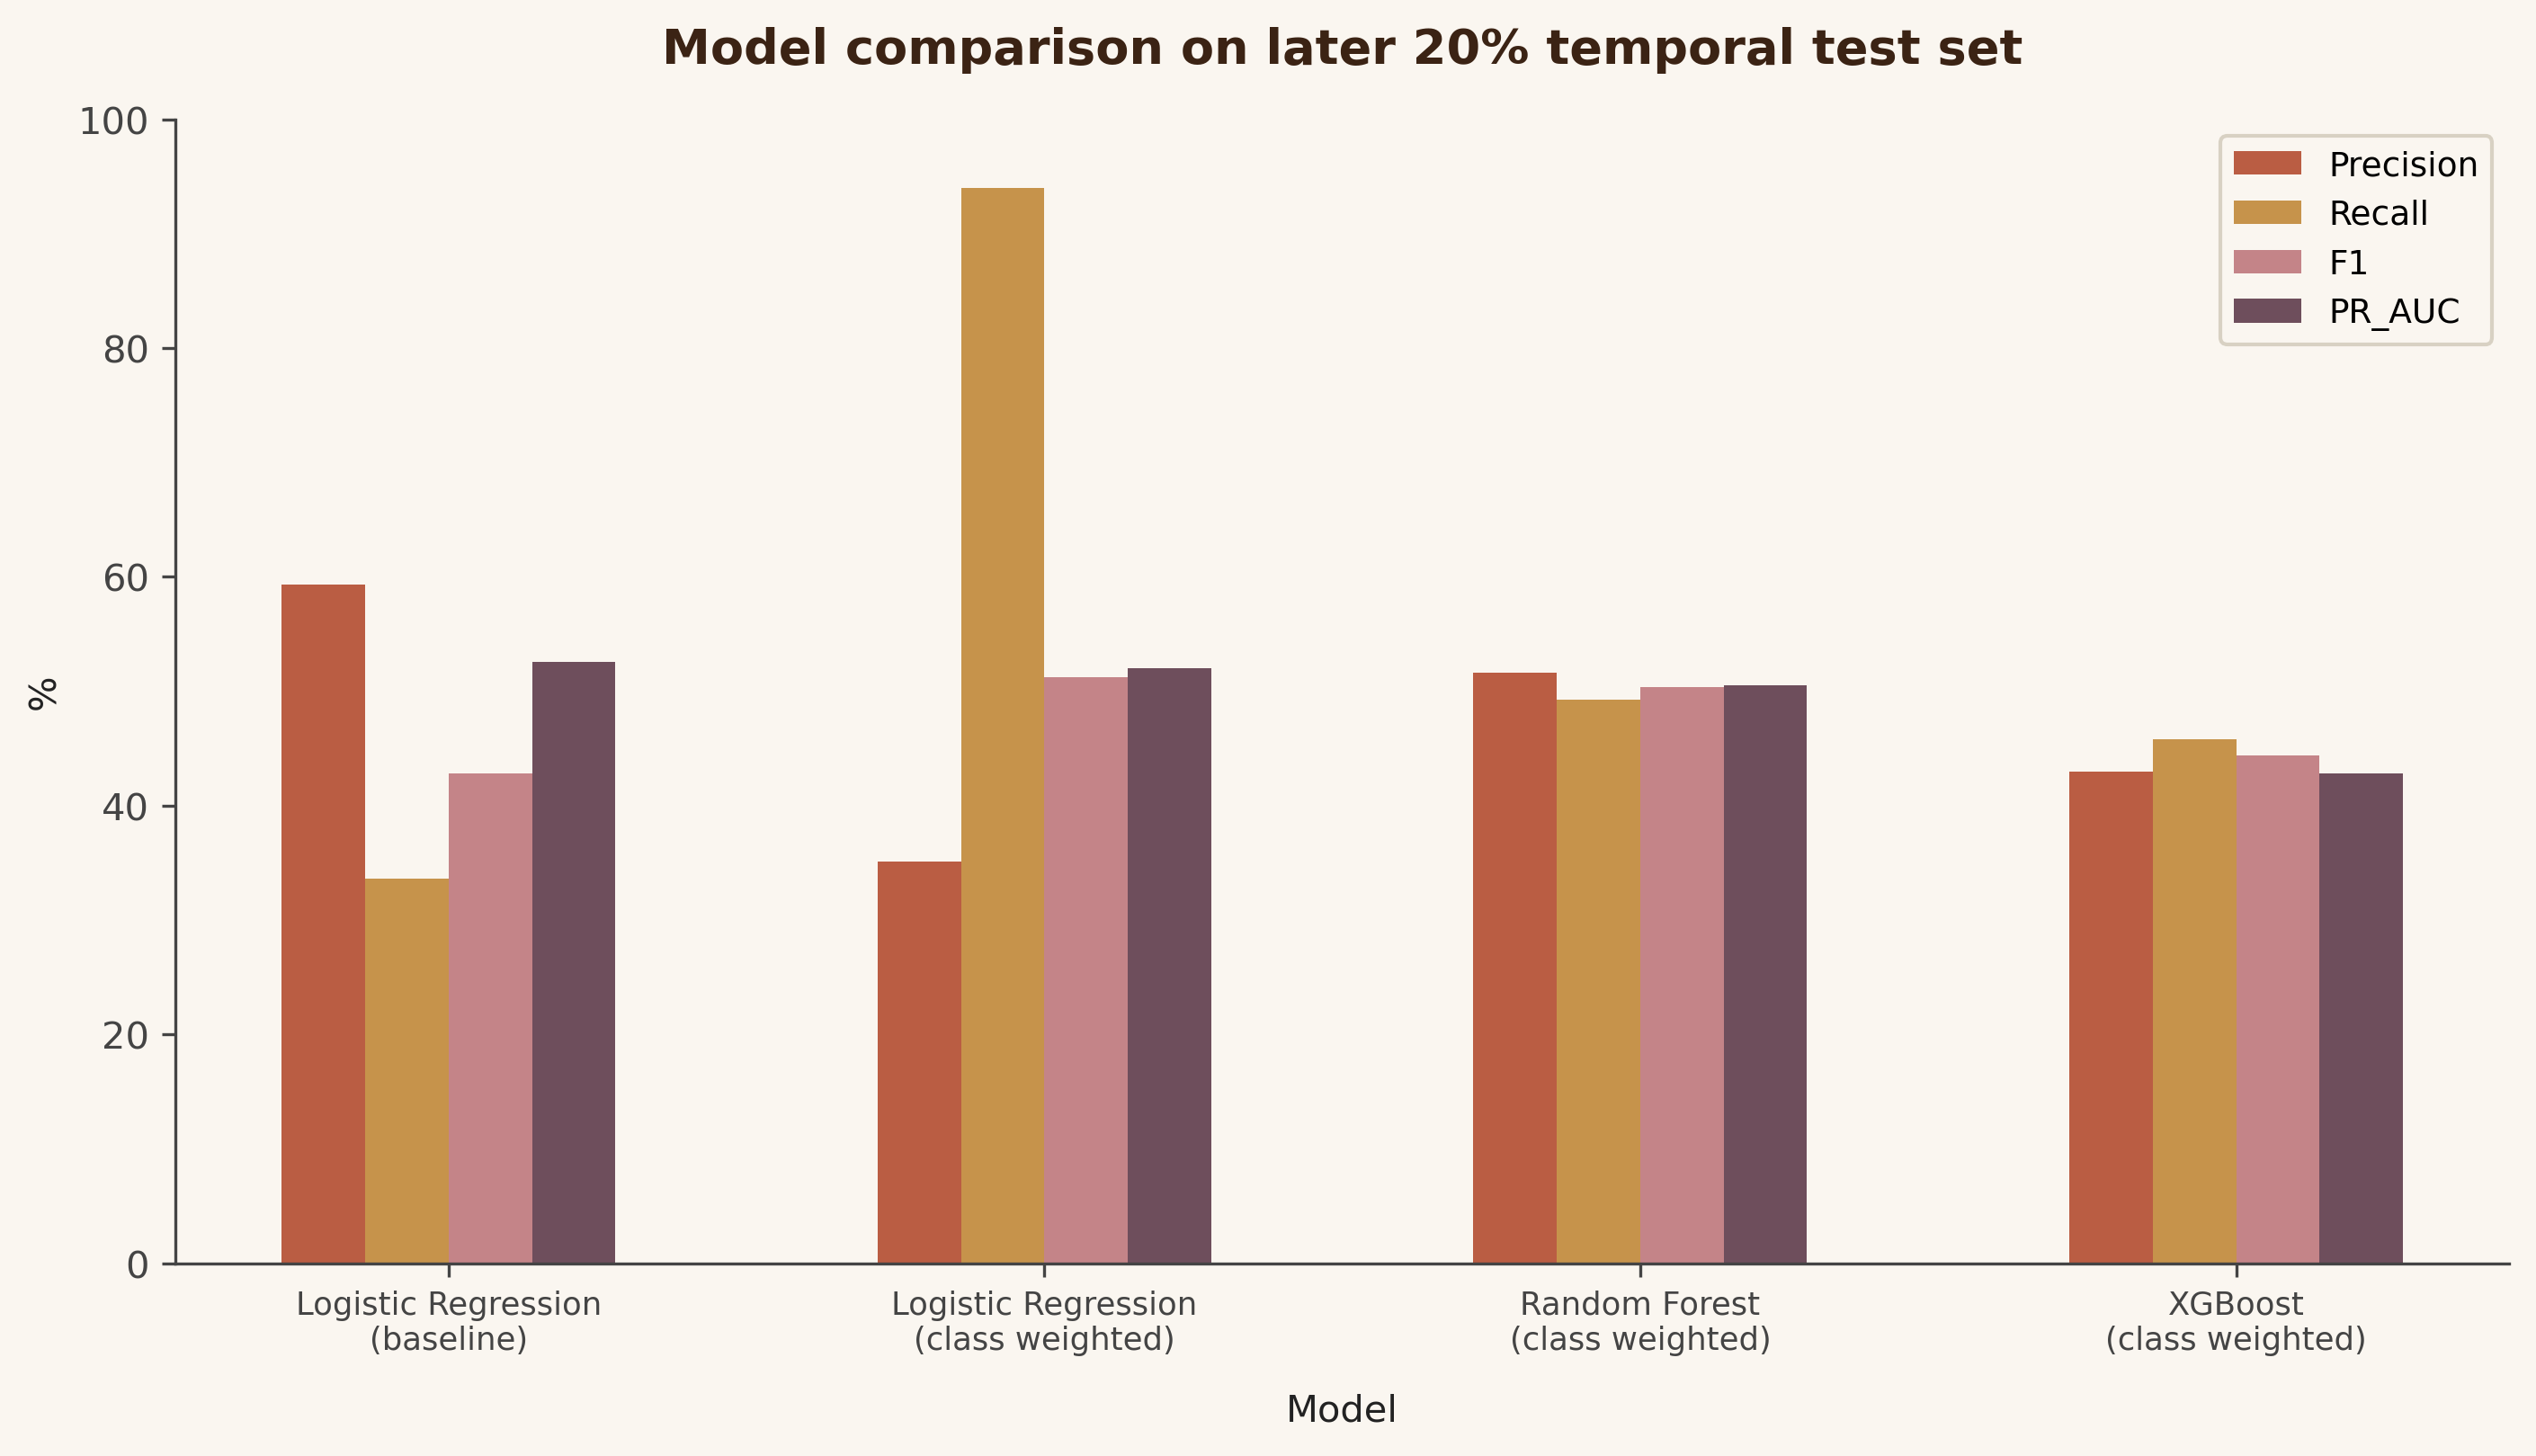 Model comparison on later 20% temporal test set
100
80
60
40
20
0
%
Precision
Recall
F1
PR_AUC
Logistic Regression
(baseline)
Logistic Regression
(class weighted)
Random Forest
(class weighted)
XGBoost
(class weighted)
Model